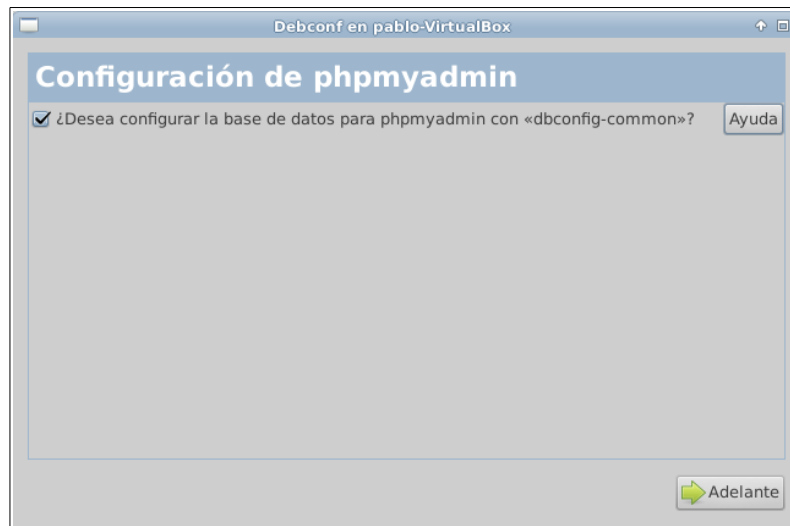 Debconf en pablo-VirtualBox
Configuración de phpmyadmin
¿Desea configurar la base de datos para phpmyadmin con «dbconfig-common»? Ayuda
Adelante